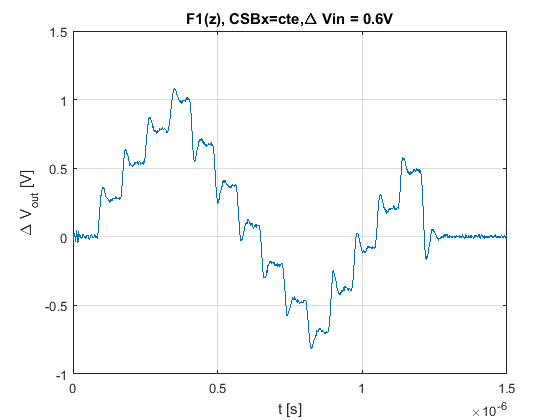 F1(z), CSBx=cte,Δ Vin = 0.6V
1.5
1
0.5
0
-0.5
-1
Δ Vout [V]
0 0.5 1 1.5
t [s]
×10-6